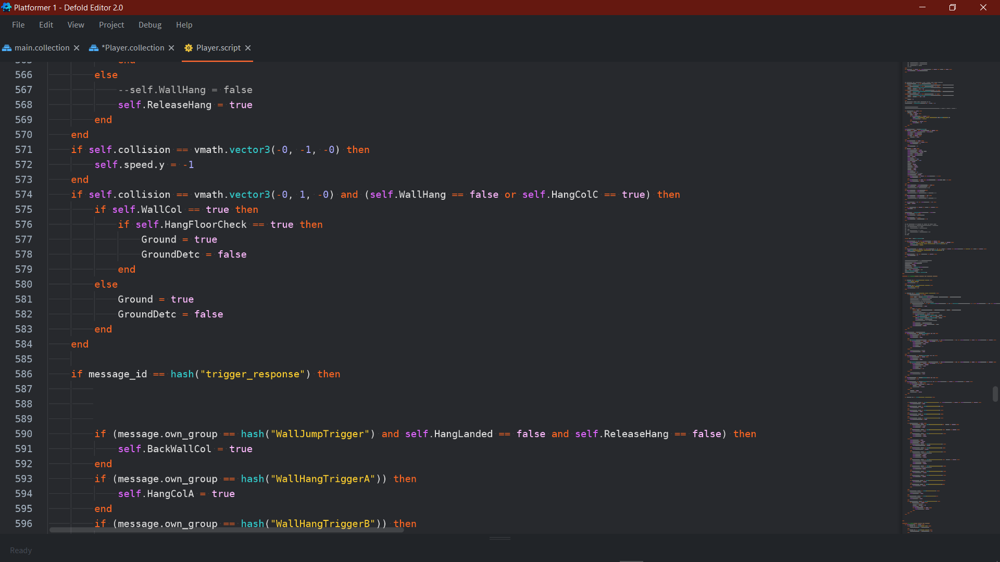 Platformer 1 - Defold Editor 2.0
File Edit View Project Debug Help
main.collection *Player.collection Player.script
565 end
566 else
567 --self.WallHang = false
568 self.ReleaseHang = true
569 end
570 end
571 if self.collision == vmath.vector3(-0, -1, -0) then
572 self.speed.y = -1
573 end
574 if self.collision == vmath.vector3(-0, 1, -0) and (self.WallHang == false or self.HangColC == true) then
575 if self.WallCol == true then
576 if self.HangFloorCheck == true then
577 Ground = true
578 GroundDetc = false
579 end
580 else
581 Ground = true
582 GroundDetc = false
583 end
584 end
585
586 if message_id == hash("trigger_response") then
587
588
589
590 if (message.own_group == hash("WallJumpTrigger") and self.HangLanded == false and self.ReleaseHang == false) then
591 self.BackWallCol = true
592 end
593 if (message.own_group == hash("WallHangTriggerA")) then
594 self.HangColA = true
595 end
596 if (message.own_group == hash("WallHangTriggerB")) then
Ready